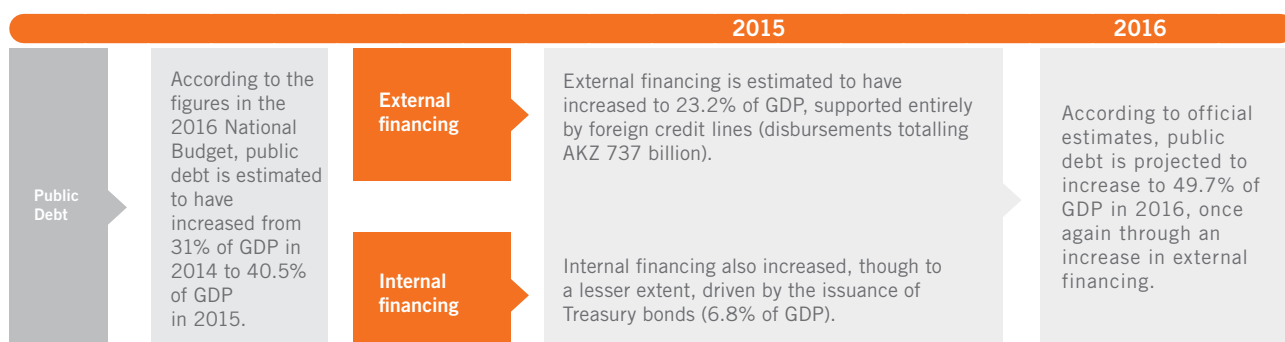 2015
2016
Public
Debt
According to the
figures in the
2016 National
Budget, public
debt is estimated
to have
increased from
31% of GDP in
2014 to 40.5%
of GDP
in 2015.
External
financing
External financing is estimated to have
increased to 23.2% of GDP, supported entirely
by foreign credit lines (disbursements totalling
AKZ 737 billion).
Internal
financing
Internal financing also increased, though to
a lesser extent, driven by the issuance of
Treasury bonds (6.8% of GDP).
According to official
estimates, public
debt is projected to
increase to 49.7% of
GDP in 2016, once
again through an
increase in external
financing.